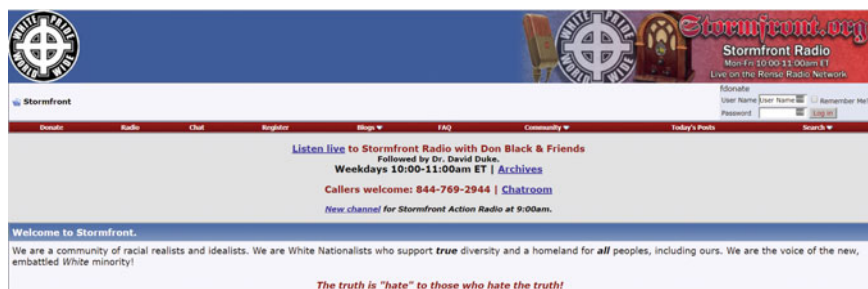 WHITE PRIDE
WORLD WIDE
Stormfront.org
Stormfront Radio
Mon-Fri 10:00-11:00am ET
Live on the Rense Radio Network
Stormfront
fdonate
User Name User Name Remember Me?
Password Log in
Donate Radio Chat Register Blogs FAQ Community Today's Posts Search
Listen live to Stormfront Radio with Don Black & Friends
Followed by Dr. David Duke.
Weekdays 10:00-11:00am ET | Archives
Callers welcome: 844-769-2944 | Chatroom
New channel for Stormfront Action Radio at 9:00am.
Welcome to Stormfront.
We are a community of racial realists and idealists. We are White Nationalists who support true diversity and a homeland for all peoples, including ours. We are the voice of the new,
embattled White minority!
The truth is "hate" to those who hate the truth!